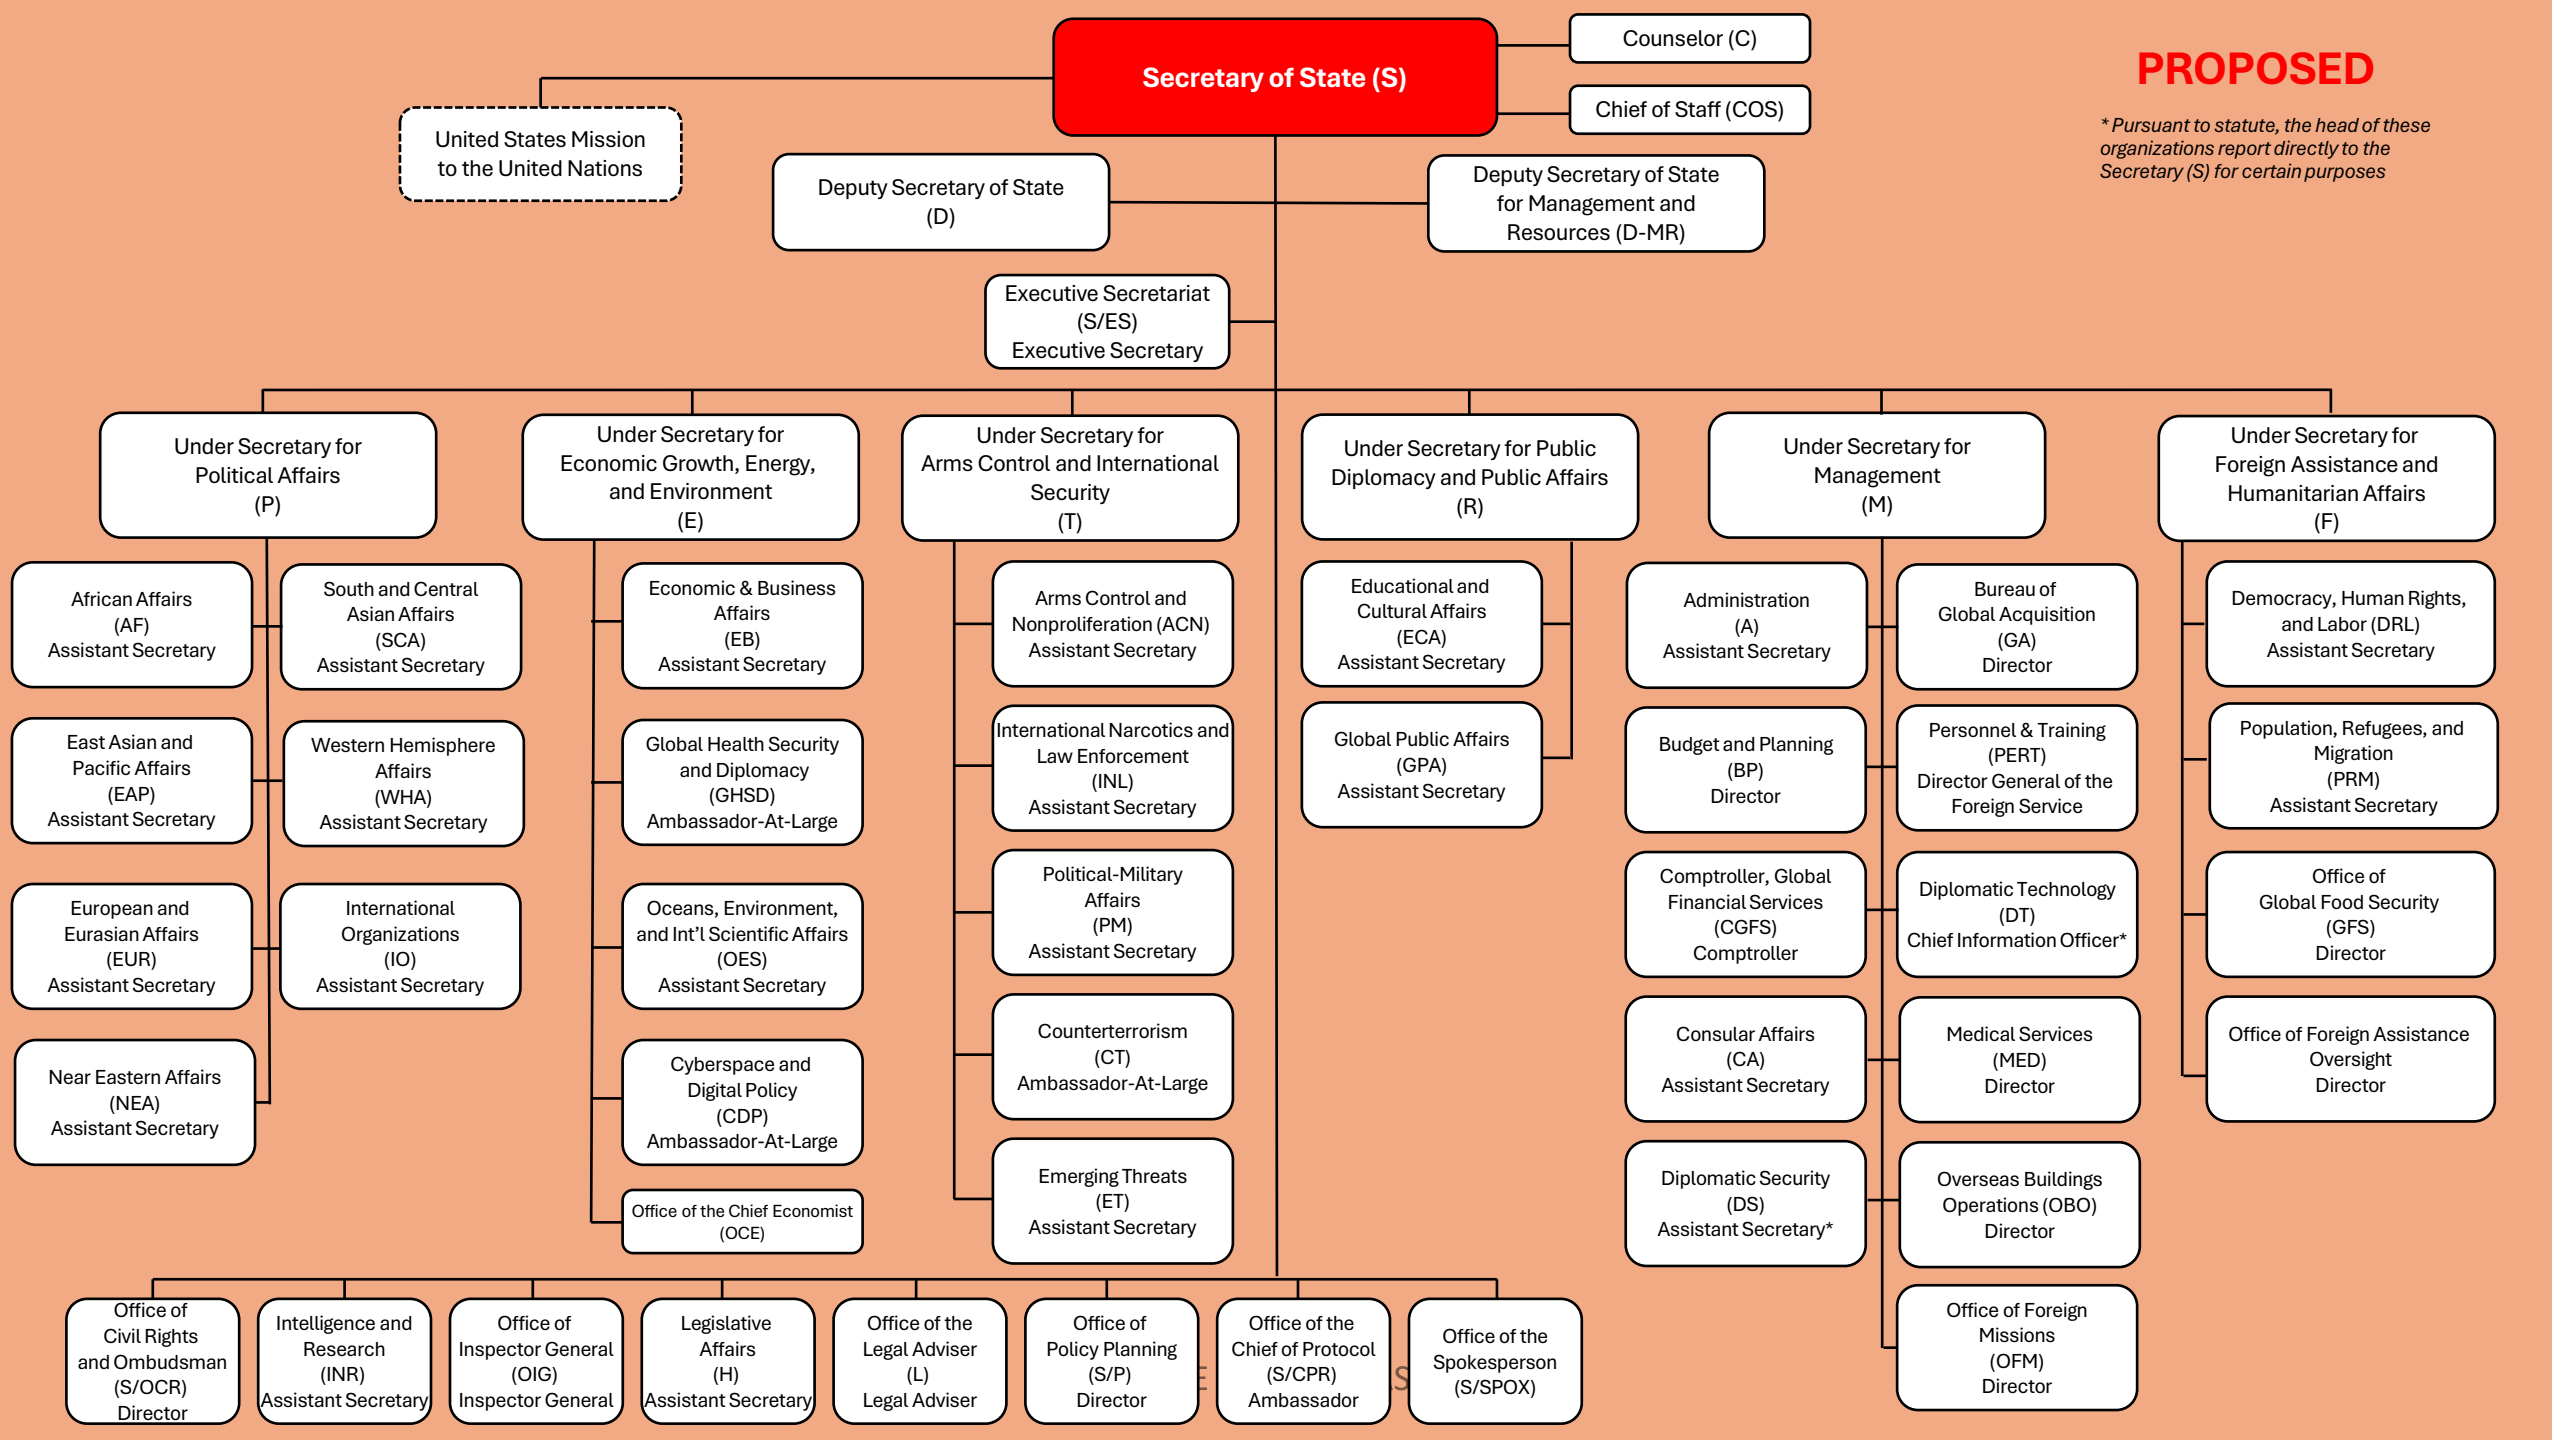 Counselor (C)
Secretary of State (S)
Chief of Staff (COS)
PROPOSED
* Pursuant to statute, the head of these
organizations report directly to the
Secretary (S) for certain purposes
United States Mission
to the United Nations
Deputy Secretary of State
(D)
Deputy Secretary of State
for Management and
Resources (D-MR)
Executive Secretariat
(S/ES)
Executive Secretary
Under Secretary for
Political Affairs
(P)
Under Secretary for
Economic Growth, Energy,
and Environment
(E)
Under Secretary for
Arms Control and International
Security
(T)
Under Secretary for Public
Diplomacy and Public Affairs
(R)
Under Secretary for
Management
(M)
Under Secretary for
Foreign Assistance and
Humanitarian Affairs
(F)
African Affairs
(AF)
Assistant Secretary
South and Central
Asian Affairs
(SCA)
Assistant Secretary
Economic & Business
Affairs
(EB)
Assistant Secretary
Arms Control and
Nonproliferation (ACN)
Assistant Secretary
Educational and
Cultural Affairs
(ECA)
Assistant Secretary
Administration
(A)
Assistant Secretary
Bureau of
Global Acquisition
(GA)
Director
Democracy, Human Rights,
and Labor (DRL)
Assistant Secretary
East Asian and
Pacific Affairs
(EAP)
Assistant Secretary
Western Hemisphere
Affairs
(WHA)
Assistant Secretary
Global Health Security
and Diplomacy
(GHSD)
Ambassador-At-Large
International Narcotics and
Law Enforcement
(INL)
Assistant Secretary
Global Public Affairs
(GPA)
Assistant Secretary
Budget and Planning
(BP)
Director
Personnel & Training
(PERT)
Director General of the
Foreign Service
Population, Refugees, and
Migration
(PRM)
Assistant Secretary
European and
Eurasian Affairs
(EUR)
Assistant Secretary
International
Organizations
(IO)
Assistant Secretary
Oceans, Environment,
and Int'l Scientific Affairs
(OES)
Assistant Secretary
Political-Military
Affairs
(PM)
Assistant Secretary
Comptroller, Global
Financial Services
(CGFS)
Comptroller
Diplomatic Technology
(DT)
Chief Information Officer*
Office of
Global Food Security
(GFS)
Director
Near Eastern Affairs
(NEA)
Assistant Secretary
Cyberspace and
Digital Policy
(CDP)
Ambassador-At-Large
Counterterrorism
(CT)
Ambassador-At-Large
Consular Affairs
(CA)
Assistant Secretary
Medical Services
(MED)
Director
Office of Foreign Assistance
Oversight
Director
Office of the Chief Economist
(OCE)
Emerging Threats
(ET)
Assistant Secretary
Diplomatic Security
(DS)
Assistant Secretary*
Overseas Buildings
Operations (OBO)
Director
Office of Foreign
Missions
(OFM)
Director
Office of
Civil Rights
and Ombudsman
(S/OCR)
Director
Intelligence and
Research
(INR)
Assistant Secretary
Office of
Inspector General
(OIG)
Inspector General
Legislative
Affairs
(H)
Assistant Secretary
Office of the
Legal Adviser
(L)
Legal Adviser
Office of
Policy Planning
(S/P)
Director
Office of the
Chief of Protocol
(S/CPR)
Ambassador
Office of the
Spokesperson
(S/SPOX)